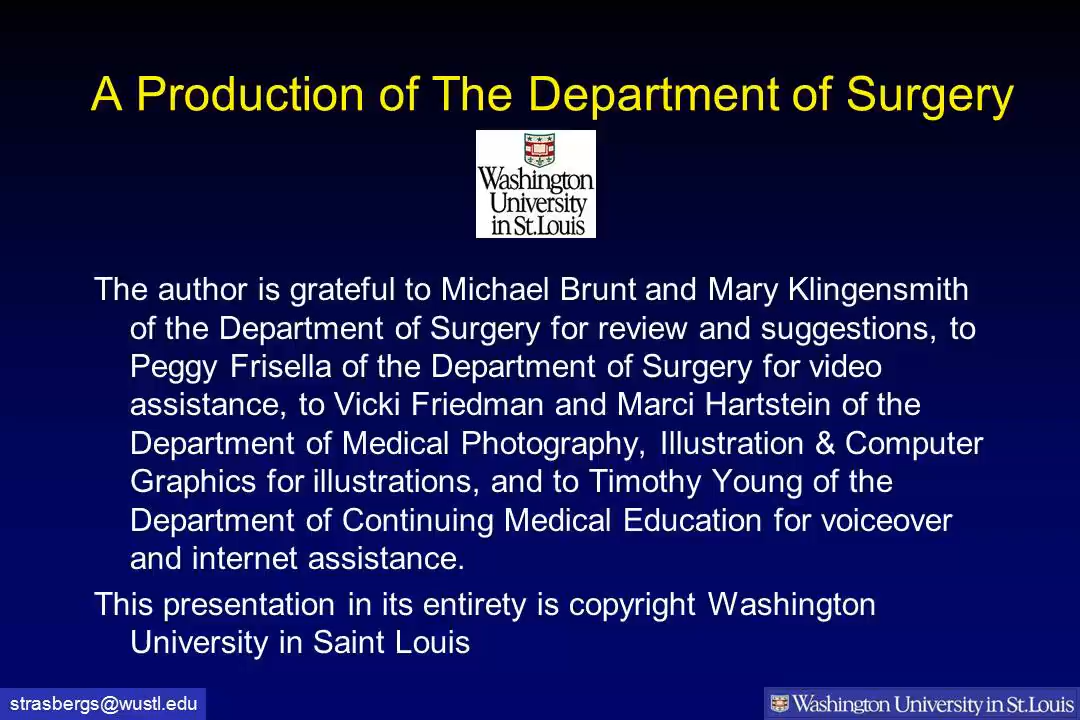 A Production of The Department of Surgery
Washington
University
in St.Louis
The author is grateful to Michael Brunt and Mary Klingensmith
of the Department of Surgery for review and suggestions, to
Peggy Frisella of the Department of Surgery for video
assistance, to Vicki Friedman and Marci Hartstein of the
Department of Medical Photography, Illustration & Computer
Graphics for illustrations, and to Timothy Young of the
Department of Continuing Medical Education for voiceover
and internet assistance.
This presentation in its entirety is copyright Washington
University in Saint Louis
strasbergs@wustl.edu
Washington University in St.Louis